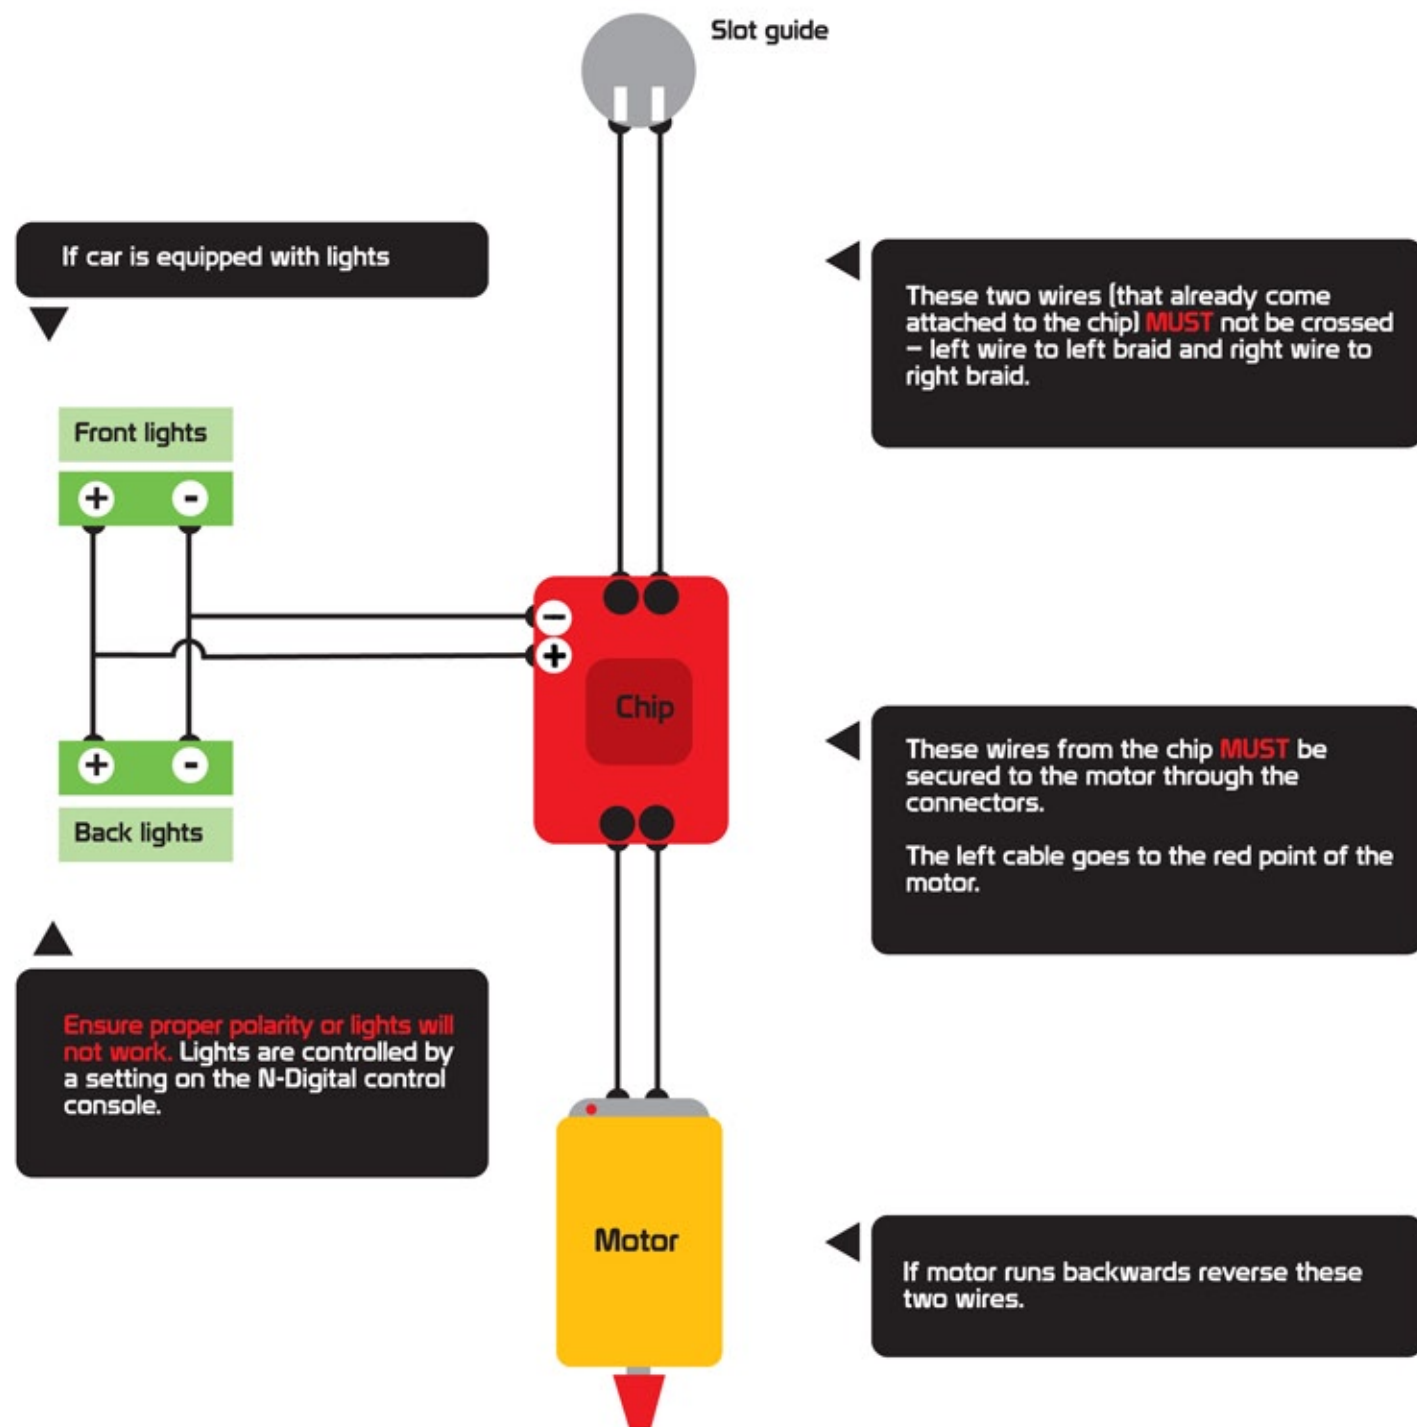 Slot guide
If car is equipped with lights
These two wires (that already come
attached to the chip) MUST not be crossed
– left wire to left braid and right wire to
right braid.
Front lights
+ -
−
+
Chip
+ -
Back lights
These wires from the chip MUST be
secured to the motor through the
connectors.
The left cable goes to the red point of the
motor.
Ensure proper polarity or lights will
not work. Lights are controlled by
a setting on the N-Digital control
console.
Motor
If motor runs backwards reverse these
two wires.